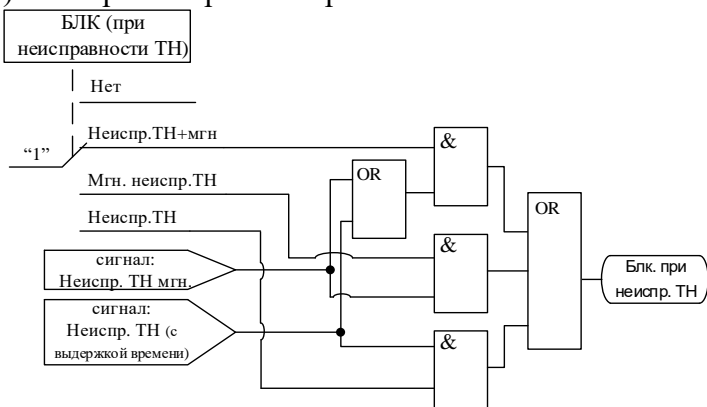 БЛК (при
неисправности ТН)
Нет
Неиспр.ТН+мгн
“1”
&
OR
Мгн. неиспр.ТН
OR
Неиспр.ТН
&
сигнал:
Неиспр. ТН мгн.
Блк. при
неиспр. ТН
сигнал:
Неиспр. ТН (с
выдержкой времени)
&